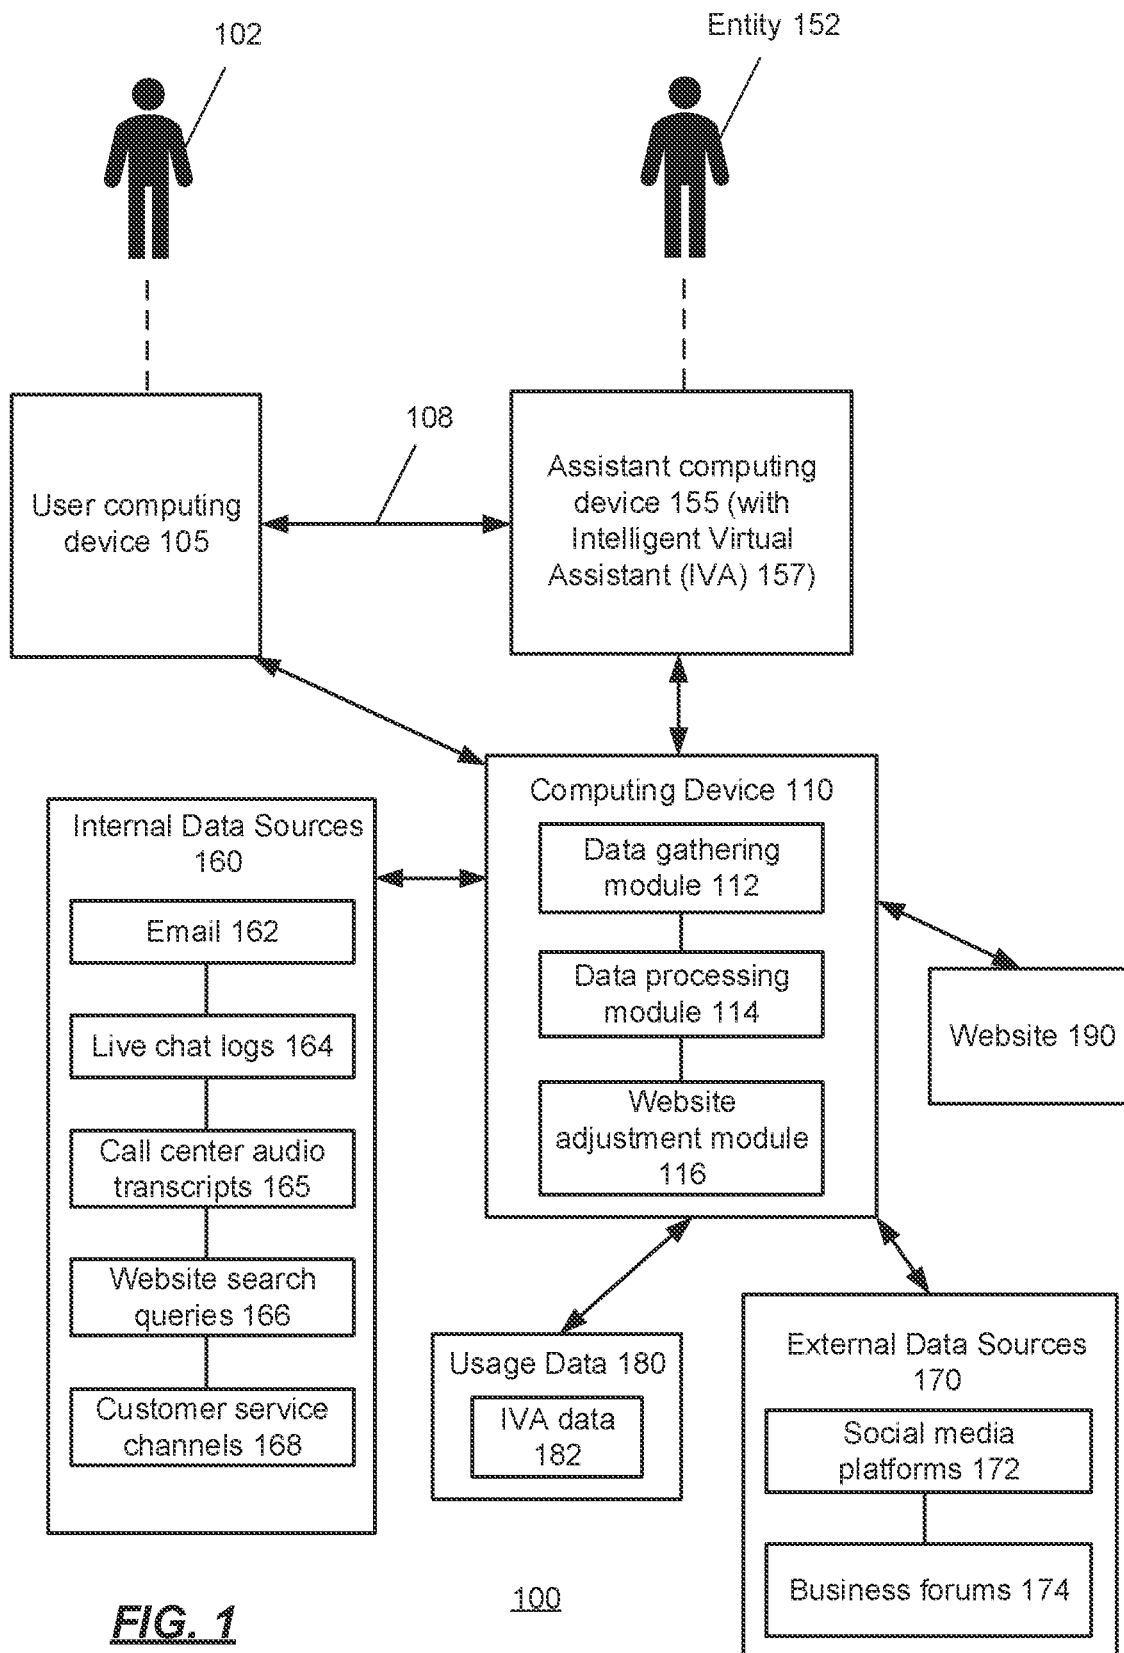 102
Entity 152
108
User computing
device 105
Assistant computing
device 155 (with
Intelligent Virtual
Assistant (IVA) 157)
Computing Device 110
Data gathering
module 112
Data processing
module 114
Website
adjustment module
116
Internal Data Sources
160
Email 162
Live chat logs 164
Call center audio
transcripts 165
Website search
queries 166
Customer service
channels 168
Website 190
Usage Data 180
IVA data
182
External Data Sources
170
Social media
platforms 172
Business forums 174
100
FIG. 1